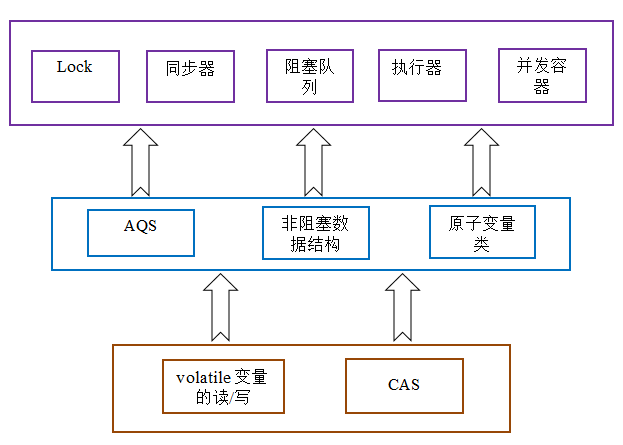 Lock
同步器
阻塞队
列
执行器
并发容
器
AQS
非阻塞数
据结构
原子变量
类
volatile 变量
的读/写
CAS